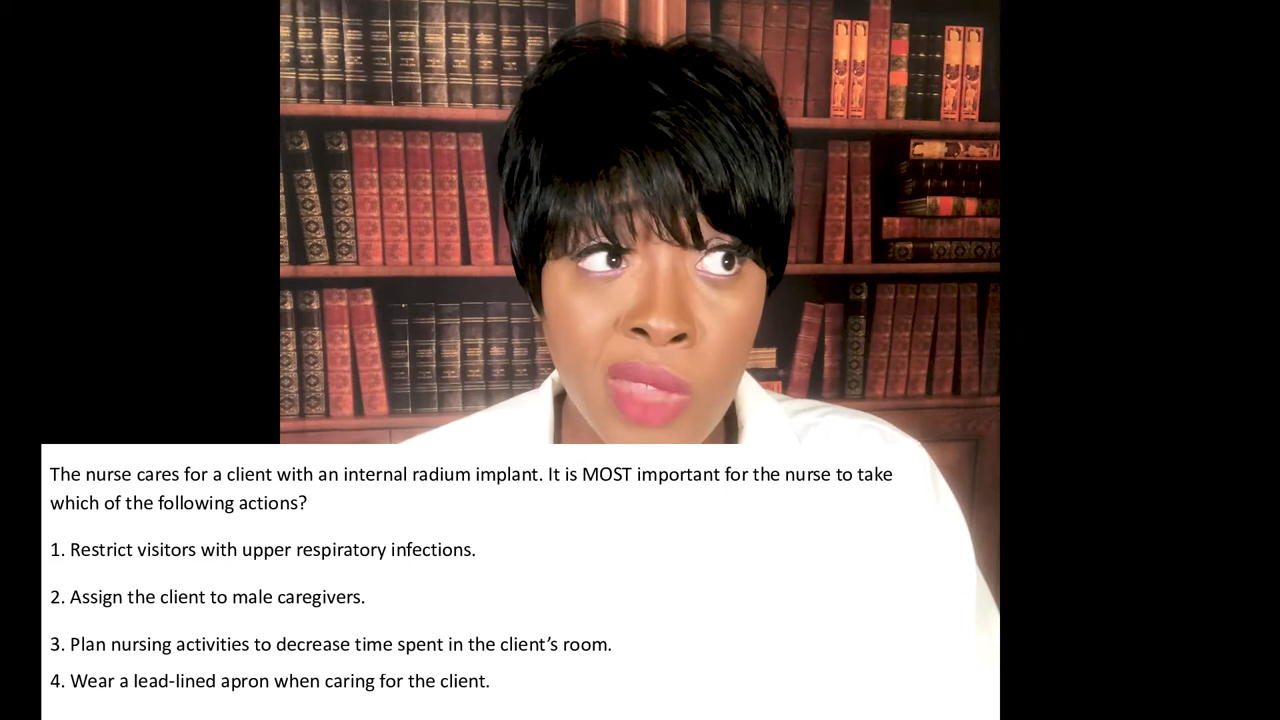 The nurse cares for a client with an internal radium implant. It is MOST important for the nurse to take
which of the following actions?
1. Restrict visitors with upper respiratory infections.
2. Assign the client to male caregivers.
3. Plan nursing activities to decrease time spent in the client’s room.
4. Wear a lead-lined apron when caring for the client.